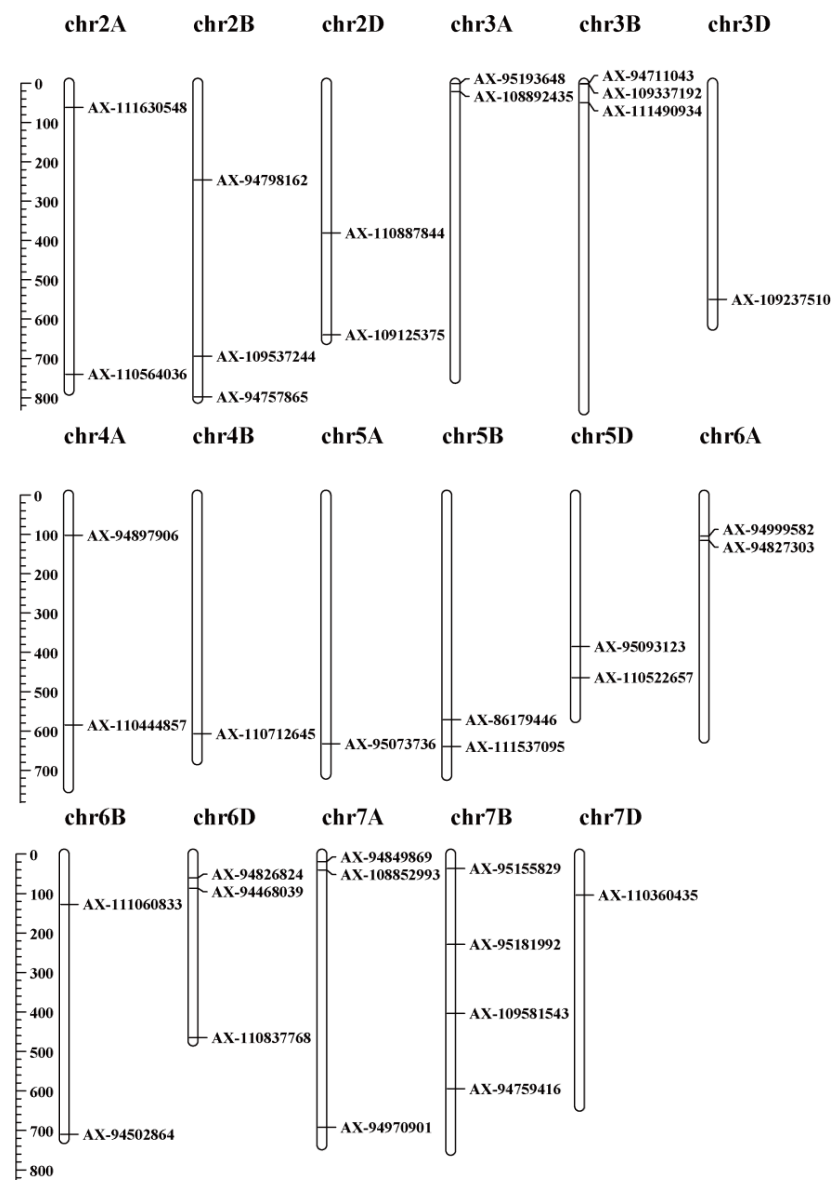 chr2A chr2B chr2D chr3A chr3B chr3D
0 AX-95193648 AX-94711043
AX-111630548 AX-108892435 AX-109337192
100 AX-111490934
200 AX-94798162
300
400 AX-110887844
500
600 AX-109237510
700 AX-109537244 AX-109125375
AX-110564036
800 AX-94757865
chr4A chr4B chr5A chr5B chr5D chr6A
0
100 AX-94897906 AX-94999582
AX-94827303
200
300
400 AX-95093123
500 AX-110522657
600 AX-110444857 AX-110712645 AX-95073736 AX-86179446
AX-111537095
700
chr6B chr6D chr7A chr7B chr7D
0 AX-94849869 AX-95155829
AX-94826824 AX-108852993
100 AX-111060833 AX-94468039 AX-110360435
200 AX-95181992
300
400 AX-109581543
500 AX-110837768
600 AX-94759416
700 AX-94502864 AX-94970901
800